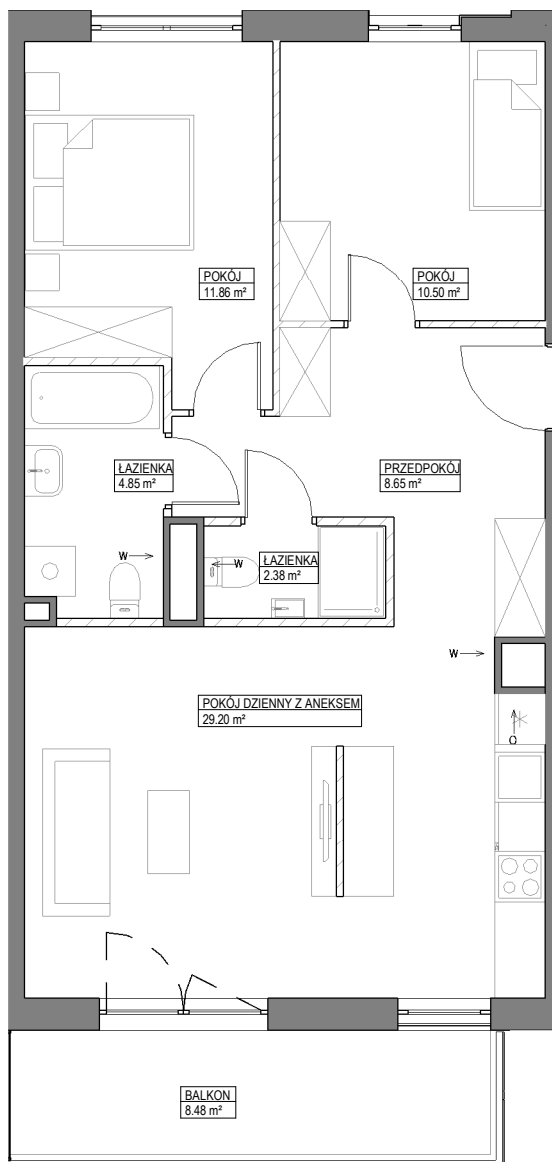 POKÓJ
11.86 m²
POKÓJ
10.50 m²
ŁAZIENKA
4.85 m²
PRZEDPOKÓJ
8.65 m²
W
W
ŁAZIENKA
2.38 m²
W
POKÓJ DZIENNY Z ANEKSEM
29.20 m²
O
BALKON
8.48 m²